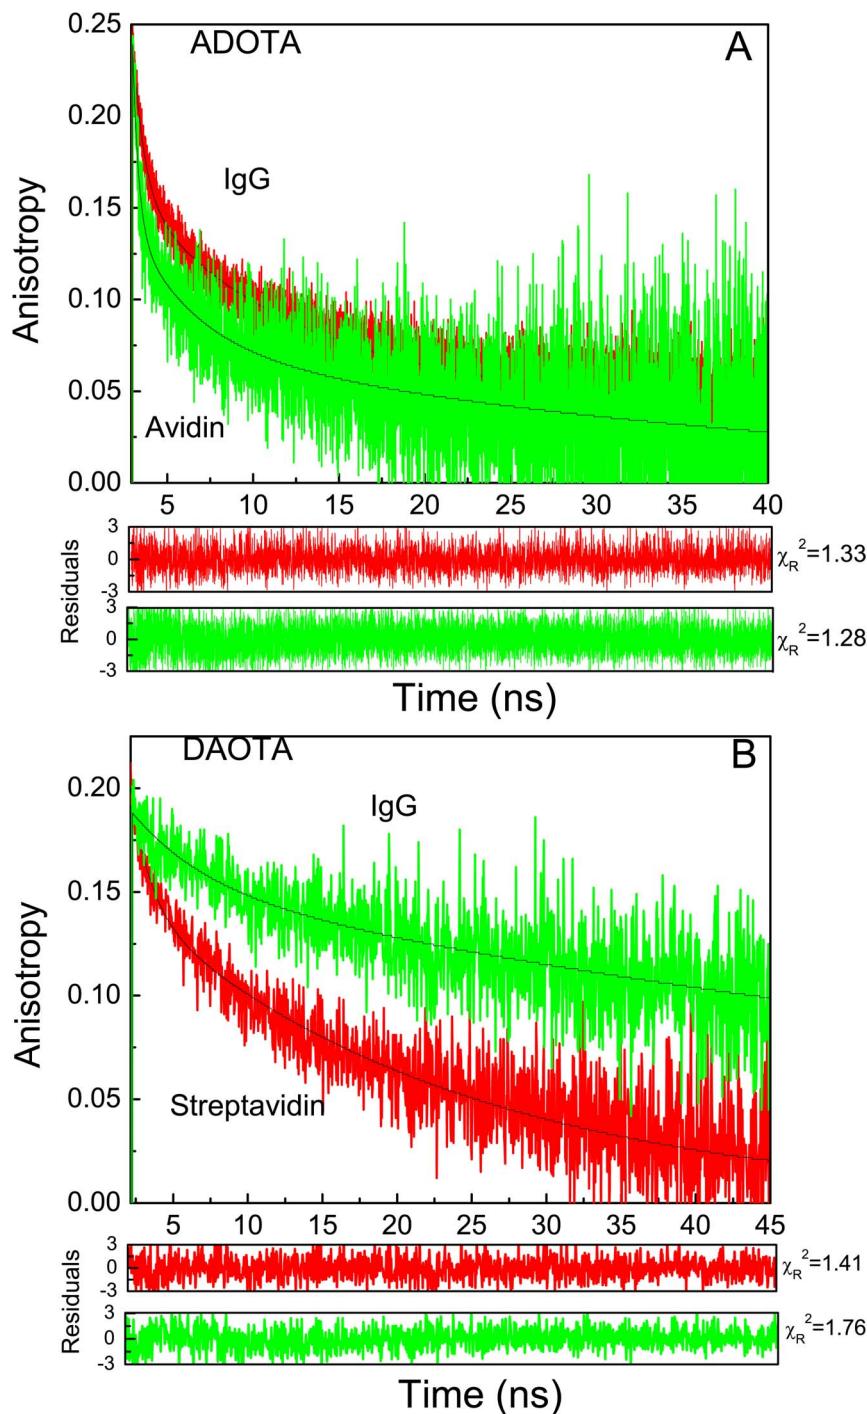 ADOTA
A
0.25
0.20
0.15
0.10
0.05
0.00
Anisotropy
IgG
Avidin
5 10 15 20 25 30 35 40
Residuals
3
0
-3
χR²=1.33
3
0
-3
χR²=1.28
Time (ns)
DAOTA
B
0.20
0.15
0.10
0.05
0.00
Anisotropy
IgG
Streptavidin
5 10 15 20 25 30 35 40 45
Residuals
3
0
-3
χR²=1.41
3
0
-3
χR²=1.76
Time (ns)